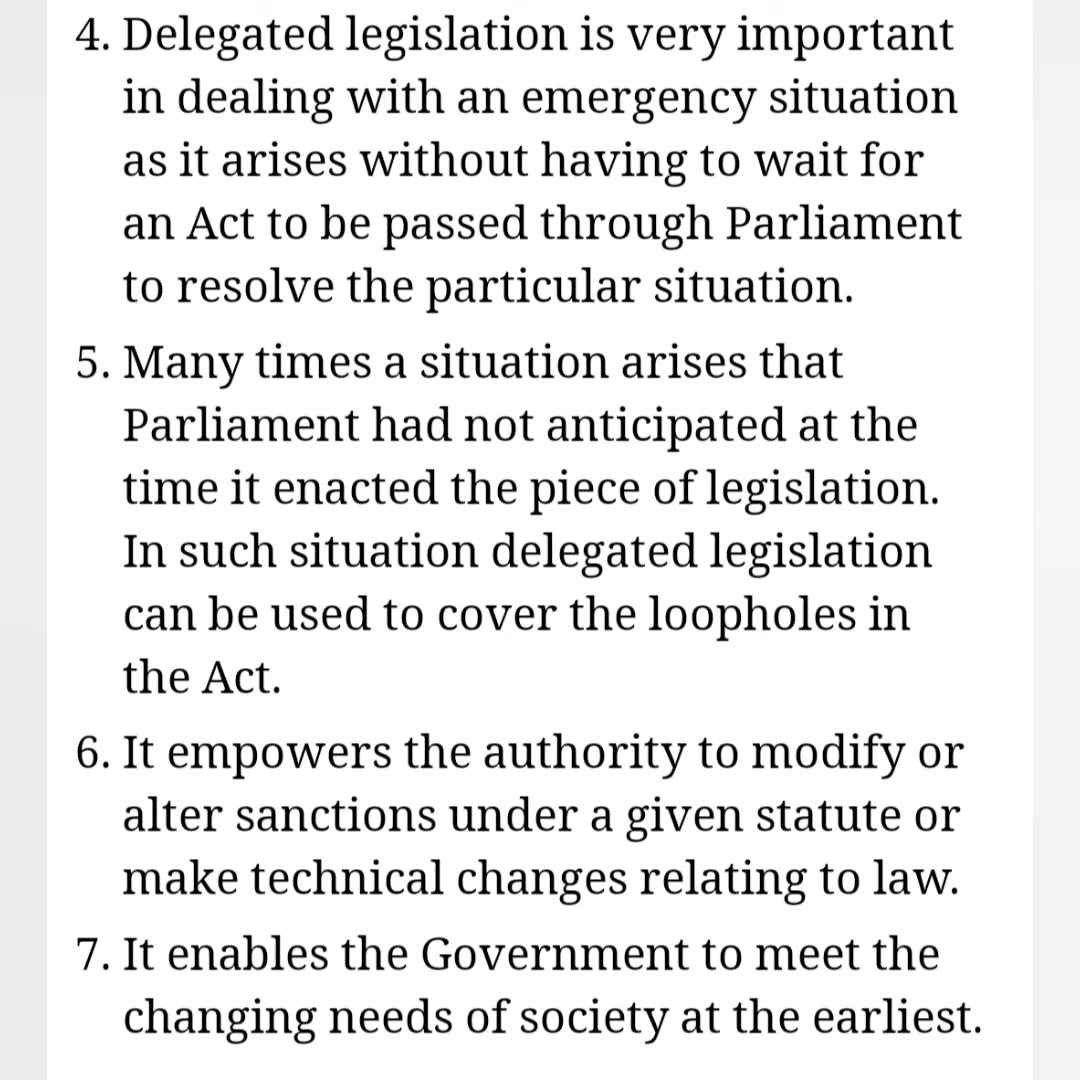 4. Delegated legislation is very important
in dealing with an emergency situation
as it arises without having to wait for
an Act to be passed through Parliament
to resolve the particular situation.
5. Many times a situation arises that
Parliament had not anticipated at the
time it enacted the piece of legislation.
In such situation delegated legislation
can be used to cover the loopholes in
the Act.
6. It empowers the authority to modify or
alter sanctions under a given statute or
make technical changes relating to law.
7. It enables the Government to meet the
changing needs of society at the earliest.